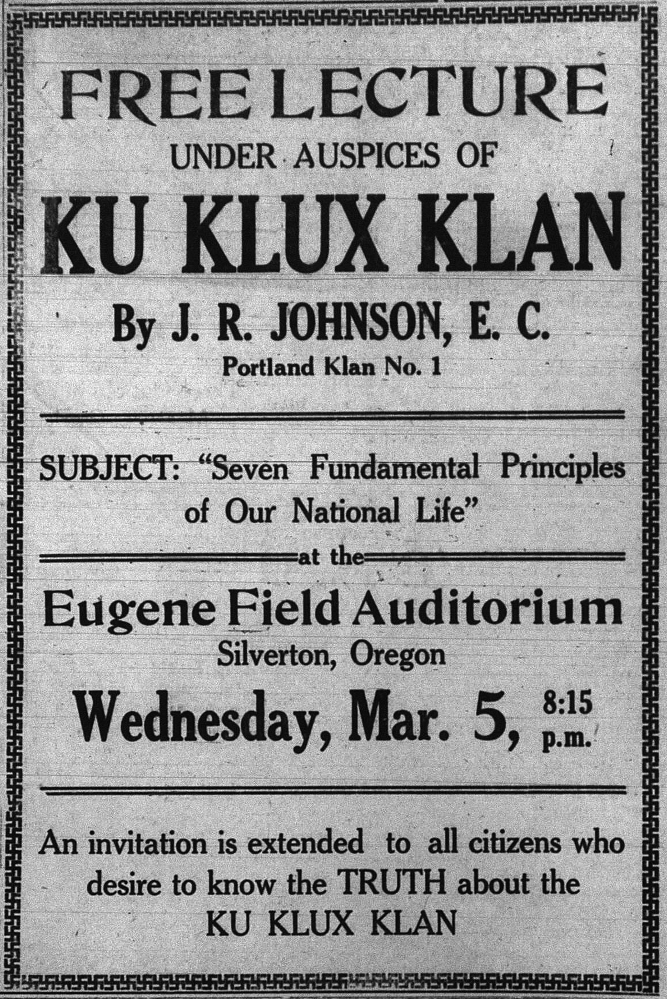 FREE LECTURE
UNDER AUSPICES OF
KU KLUX KLAN
By J. R. JOHNSON, E. C.
Portland Klan No. 1
SUBJECT: “Seven Fundamental Principles
of Our National Life”
at the
Eugene Field Auditorium
Silverton, Oregon
Wednesday, Mar. 5, 8:15
p.m.
An invitation is extended to all citizens who
desire to know the TRUTH about the
KU KLUX KLAN